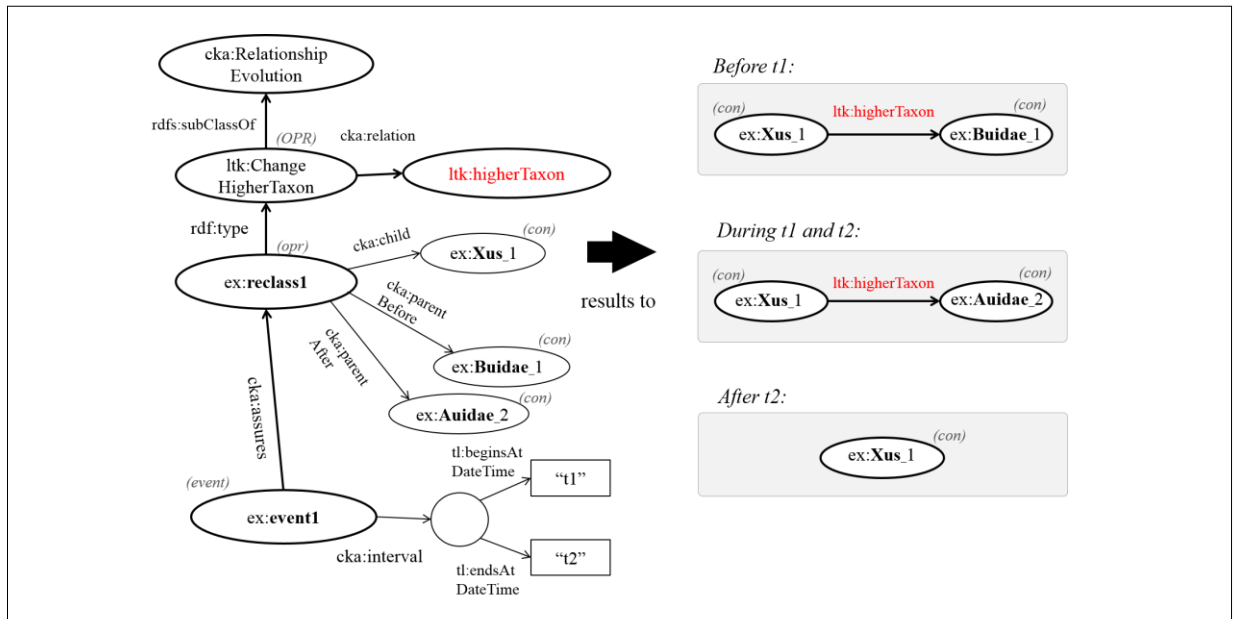 cka:Relationship
Evolution
rdfs:subClassOf
(OPR)
cka:relation
ltk:Change
HigherTaxon
ltk:higherTaxon
rdf:type
(opr)
cka:child
(con)
ex:Xus_1
ex:reclass1
cka:parent
Before
cka:parent
After
(con)
ex:Buidae_1
(con)
ex:Auidae_2
cka:assures
tl:beginsAt
DateTime
“t1”
(event)
ex:event1
cka:interval
“t2”
tl:endsAt
DateTime
results to
Before t1:
(con)
ltk:higherTaxon
(con)
ex:Xus_1
ex:Buidae_1
During t1 and t2:
(con)
ltk:higherTaxon
(con)
ex:Xus_1
ex:Auidae_2
After t2:
(con)
ex:Xus_1